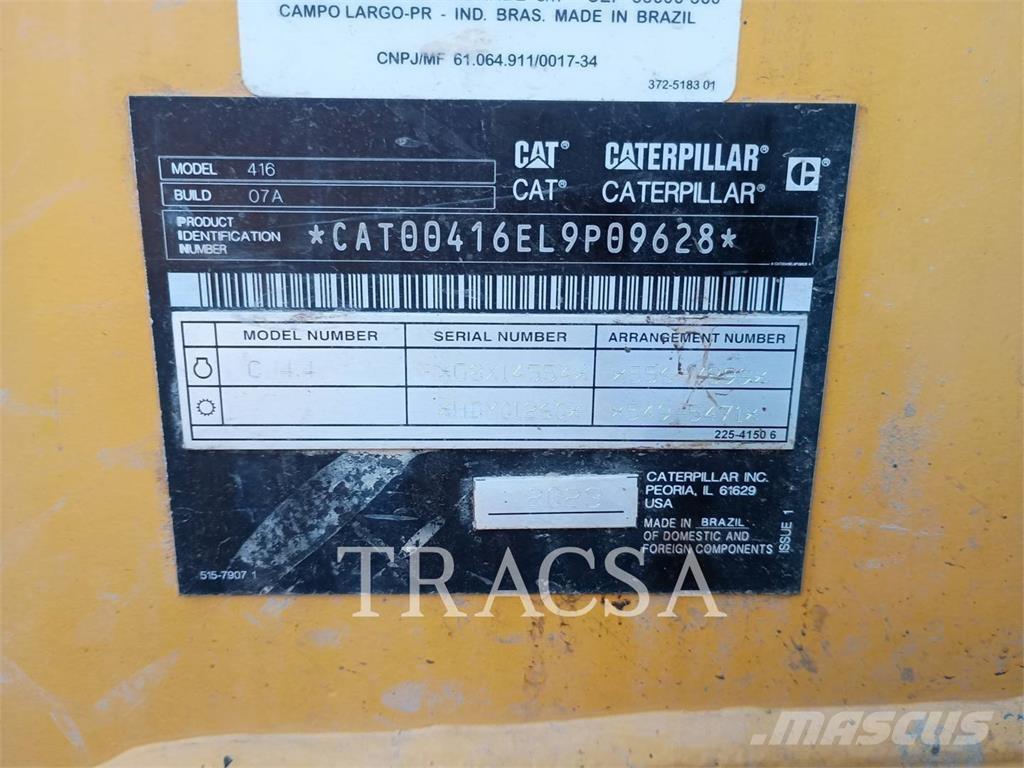 CAMPO LARGO-PR - IND. BRAS. MADE IN BRAZIL
CNPJ/MF 61.064.911/0017-34
372-5183 01
CAT® CATERPILLAR®
CAT® CATERPILLAR®
MODEL 416
BUILD 07A
PRODUCT
IDENTIFICATION
NUMBER
*CAT00416EL9P09628*
MODEL NUMBER SERIAL NUMBER ARRANGEMENT NUMBER
C 4.4
225-4150 6
CATERPILLAR INC.
PEORIA, IL 61629
USA
MADE IN BRAZIL
OF DOMESTIC AND
FOREIGN COMPONENTS
ISSUE 1
515-7907 1
TRACSA
MASCUS